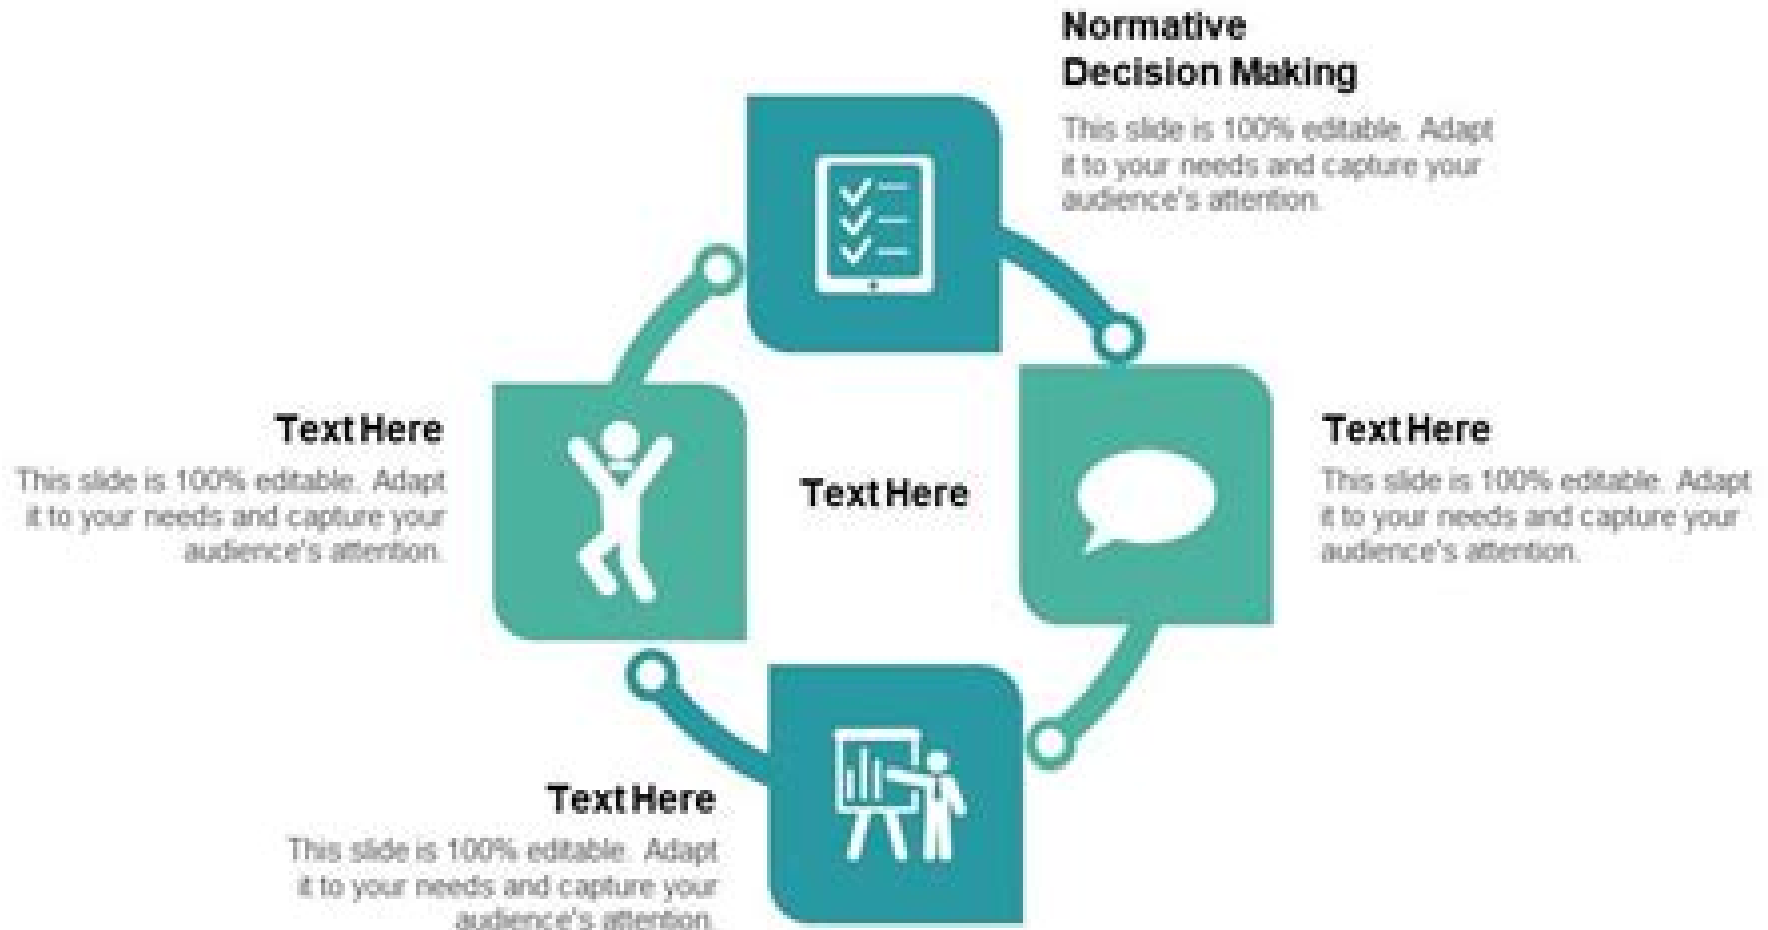 Normative
Decision Making
This slide is 100% editable. Adapt
it to your needs and capture your
audience's attention.
Text Here
This slide is 100% editable. Adapt
it to your needs and capture your
audience's attention.
Text Here
Text Here
This slide is 100% editable. Adapt
it to your needs and capture your
audience's attention.
Text Here
This slide is 100% editable. Adapt
it to your needs and capture your
audience's attention.